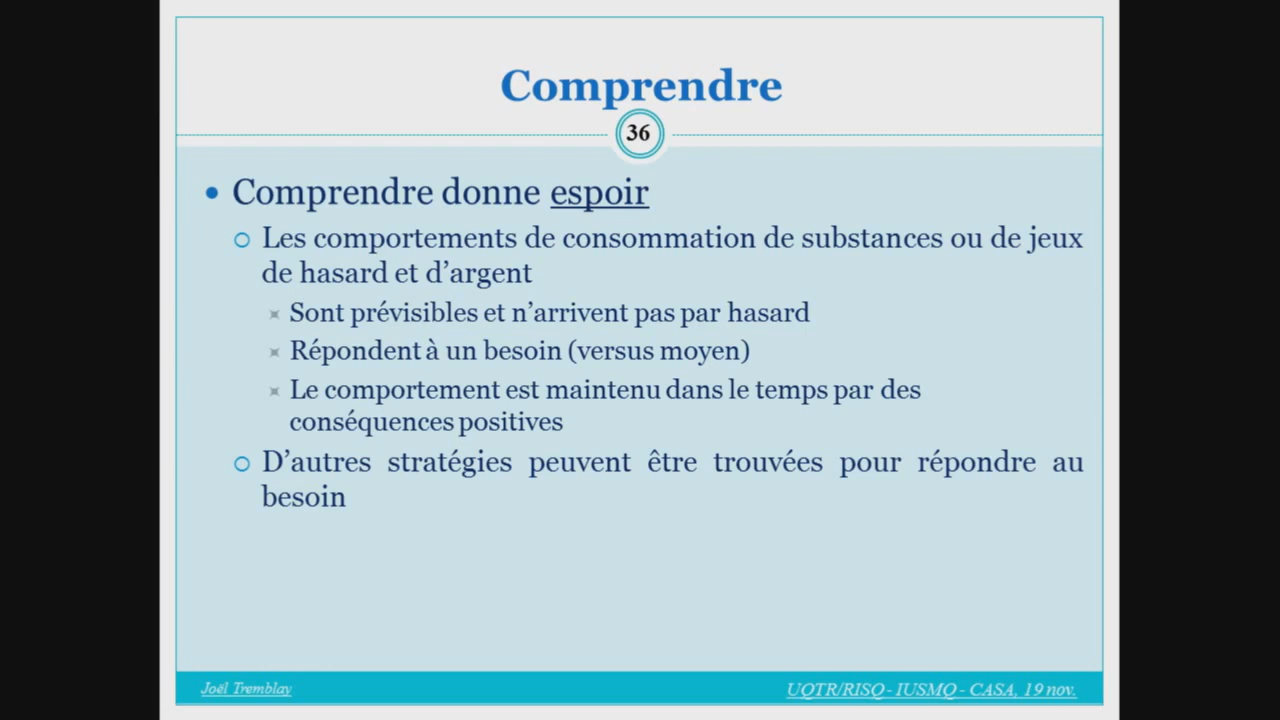 Comprendre
36
Comprendre donne espoir
Les comportements de consommation de substances ou de jeux
de hasard et d’argent
Sont prévisibles et n’arrivent pas par hasard
Répondent à un besoin (versus moyen)
Le comportement est maintenu dans le temps par des
conséquences positives
D’autres stratégies peuvent être trouvées pour répondre au
besoin
Joël Tremblay
UQTR/RISQ - IUSMQ - CASA, 19 nov.